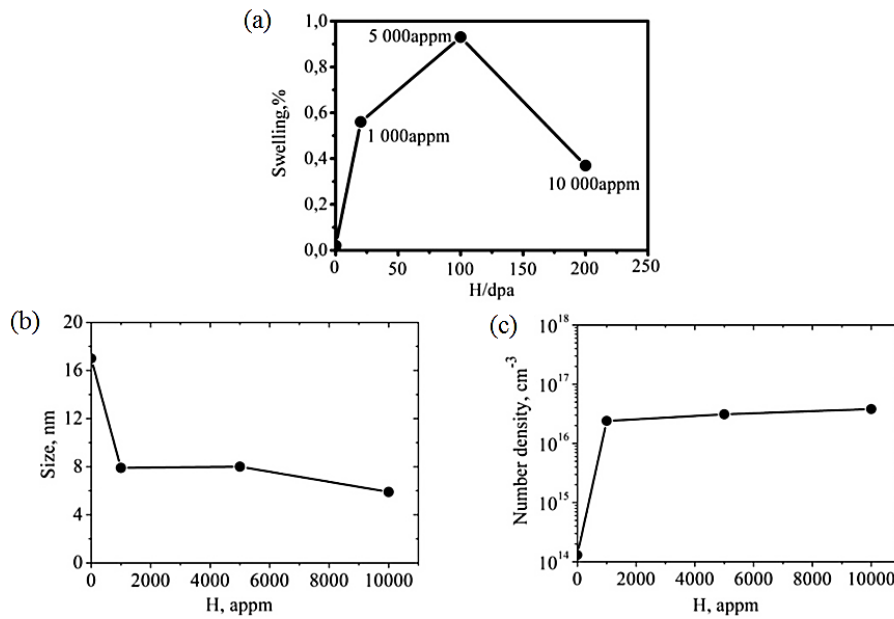 (a)
1,0
0,8
0,6
0,4
0,2
0,0
Swelling,%
5 000appm
1 000appm
10 000appm
0 50 100 150 200 250
H/dpa
(b)
20
16
12
8
4
0
Size, nm
0 2000 4000 6000 8000 10000
H, appm
(c)
10^18
10^17
10^16
10^15
10^14
Number density, cm^-3
0 2000 4000 6000 8000 10000
H, appm